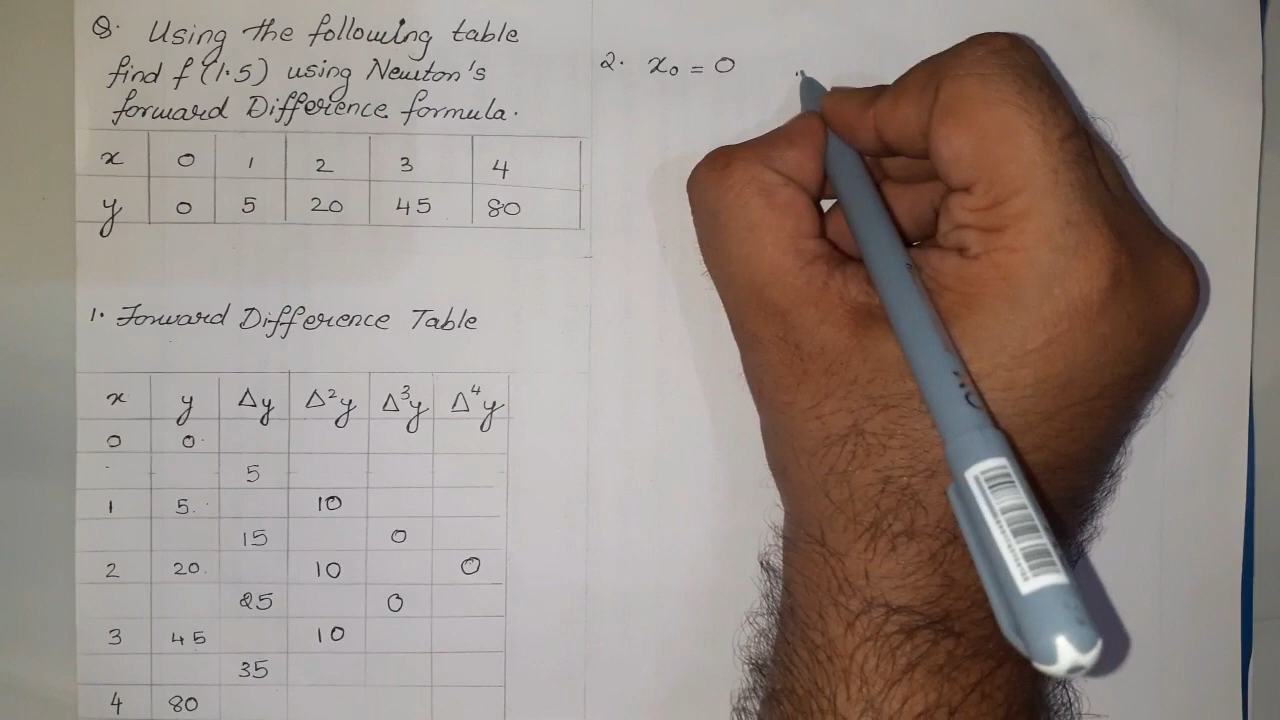 Q. Using the following table
find f(1.5) using Newton's
forward Difference formula.
x 0 1 2 3 4
y 0 5 20 45 80
1. Forward Difference Table
x y Δy Δ²y Δ³y Δ⁴y
0 0
5
1 5 10
15 0
2 20 10 0
25 0
3 45 10
35
4 80
2. x₀ = 0